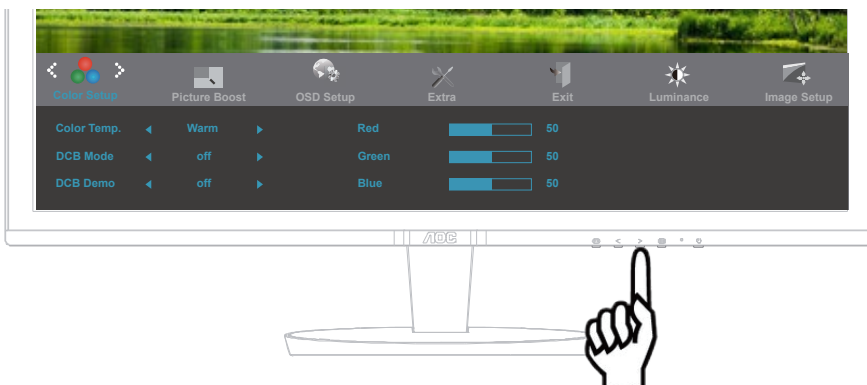 Color Setup Picture Boost OSD Setup Extra Exit Luminance Image Setup
Color Temp. Warm Red 50
DCB Mode off Green 50
DCB Demo off Blue 50
AOC